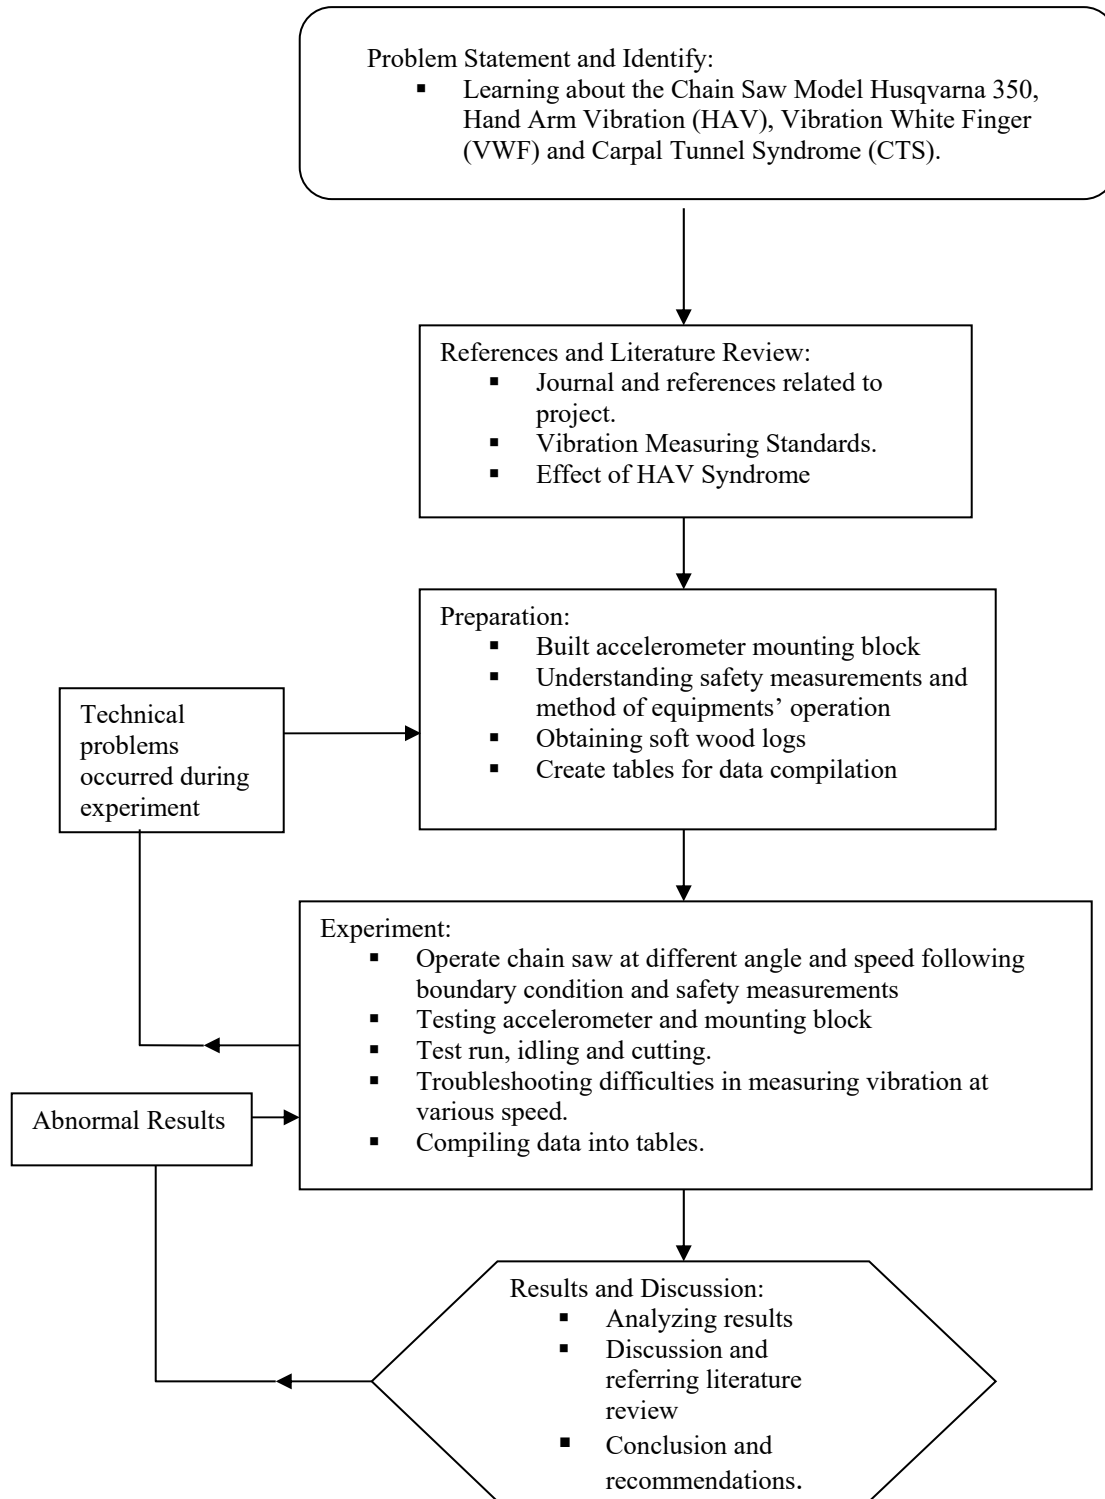 Problem Statement and Identify:
▪ Learning about the Chain Saw Model Husqvarna 350,
Hand Arm Vibration (HAV), Vibration White Finger
(VWF) and Carpal Tunnel Syndrome (CTS).
References and Literature Review:
▪ Journal and references related to
project.
▪ Vibration Measuring Standards.
▪ Effect of HAV Syndrome
Preparation:
▪ Built accelerometer mounting block
▪ Understanding safety measurements and
method of equipments’ operation
▪ Obtaining soft wood logs
▪ Create tables for data compilation
Technical
problems
occurred during
experiment
Experiment:
▪ Operate chain saw at different angle and speed following
boundary condition and safety measurements
▪ Testing accelerometer and mounting block
▪ Test run, idling and cutting.
▪ Troubleshooting difficulties in measuring vibration at
various speed.
▪ Compiling data into tables.
Abnormal Results
Results and Discussion:
▪ Analyzing results
▪ Discussion and
referring literature
review
▪ Conclusion and
recommendations.